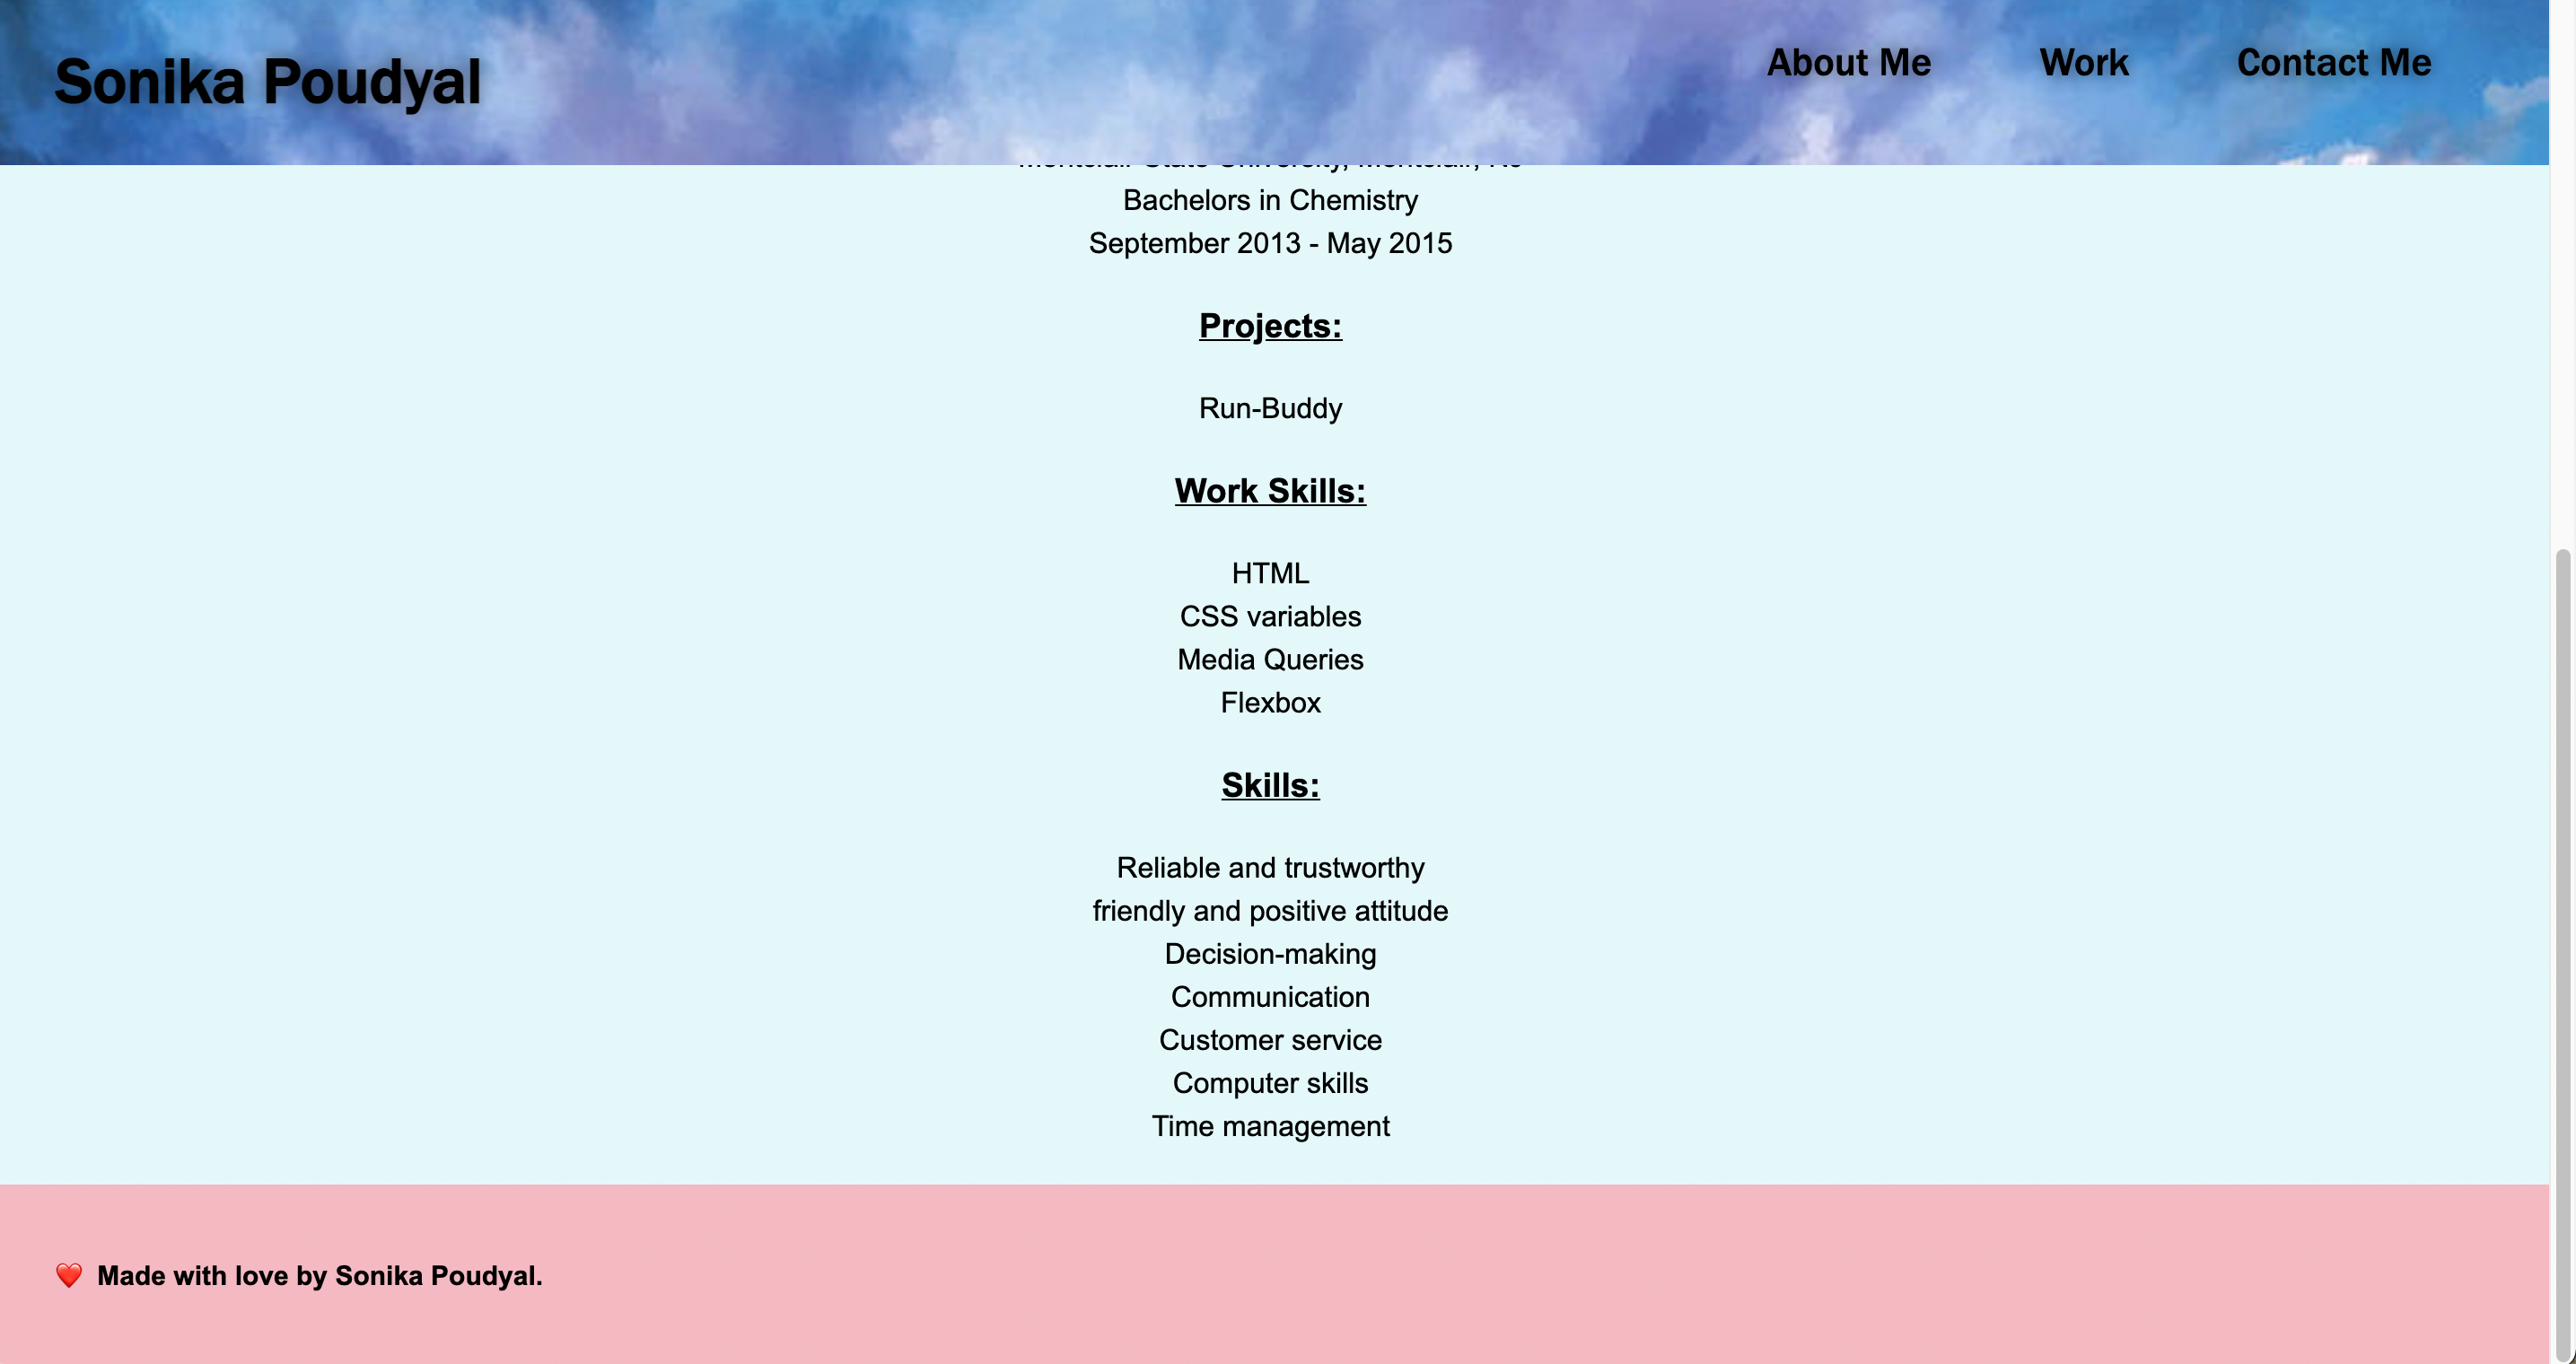 Sonika Poudyal
About Me
Work
Contact Me
Bachelors in Chemistry
September 2013 - May 2015
Projects:
Run-Buddy
Work Skills:
HTML
CSS variables
Media Queries
Flexbox
Skills:
Reliable and trustworthy
friendly and positive attitude
Decision-making
Communication
Customer service
Computer skills
Time management
❤️ Made with love by Sonika Poudyal.